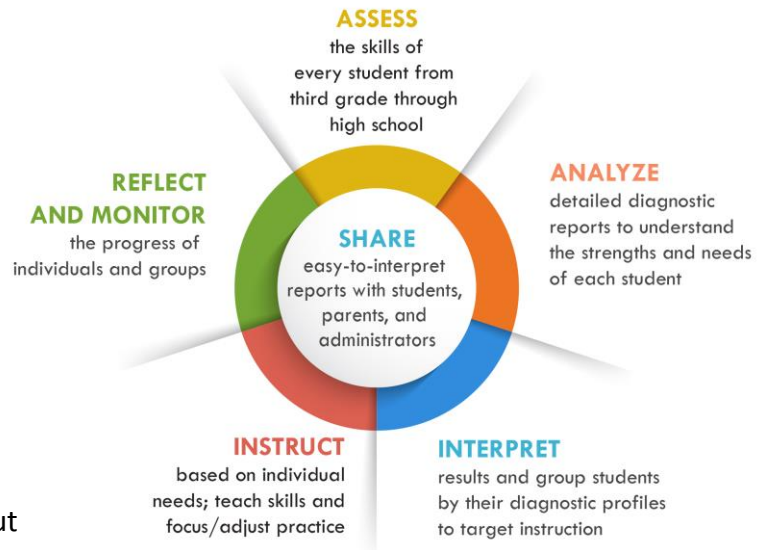 ASSESS
the skills of
every student from
third grade through
high school
ANALYZE
detailed diagnostic
reports to understand
the strengths and needs
of each student
INTERPRET
results and group students
by their diagnostic profiles
to target instruction
INSTRUCT
based on individual
needs; teach skills and
focus/adjust practice
REFLECT
AND MONITOR
the progress of
individuals and groups
SHARE
easy-to-interpret
reports with students,
parents, and
administrators